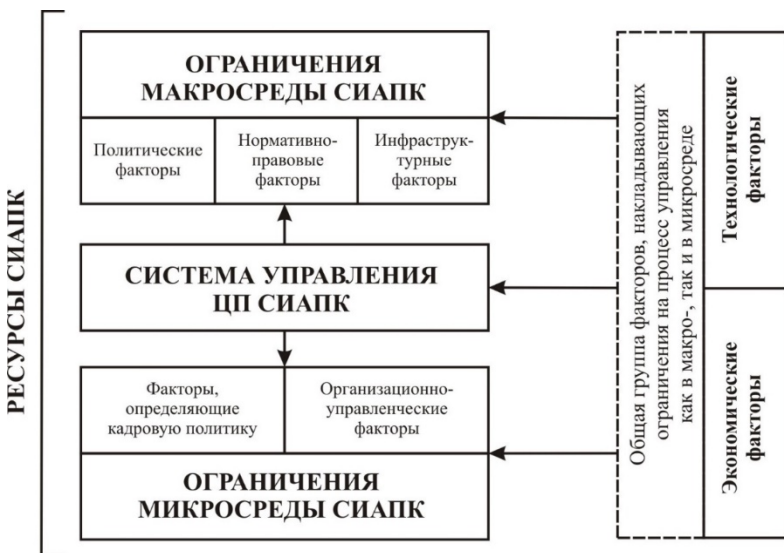 РЕСУРСЫ СИАПК
ОГРАНИЧЕНИЯ
МАКРОСРЕДЫ СИАПК
Политические
факторы
Нормативно-
правовые
факторы
Инфраструк-
турные
факторы
СИСТЕМА УПРАВЛЕНИЯ
ЦП СИАПК
Факторы,
определяющие
кадровую политику
Организационно-
управленческие
факторы
ОГРАНИЧЕНИЯ
МИКРОСРЕДЫ СИАПК
Общая группа факторов, накладывающих
ограничения на процесс управления
как в макро-, так и в микросреде
Технологические
факторы
Экономические
факторы